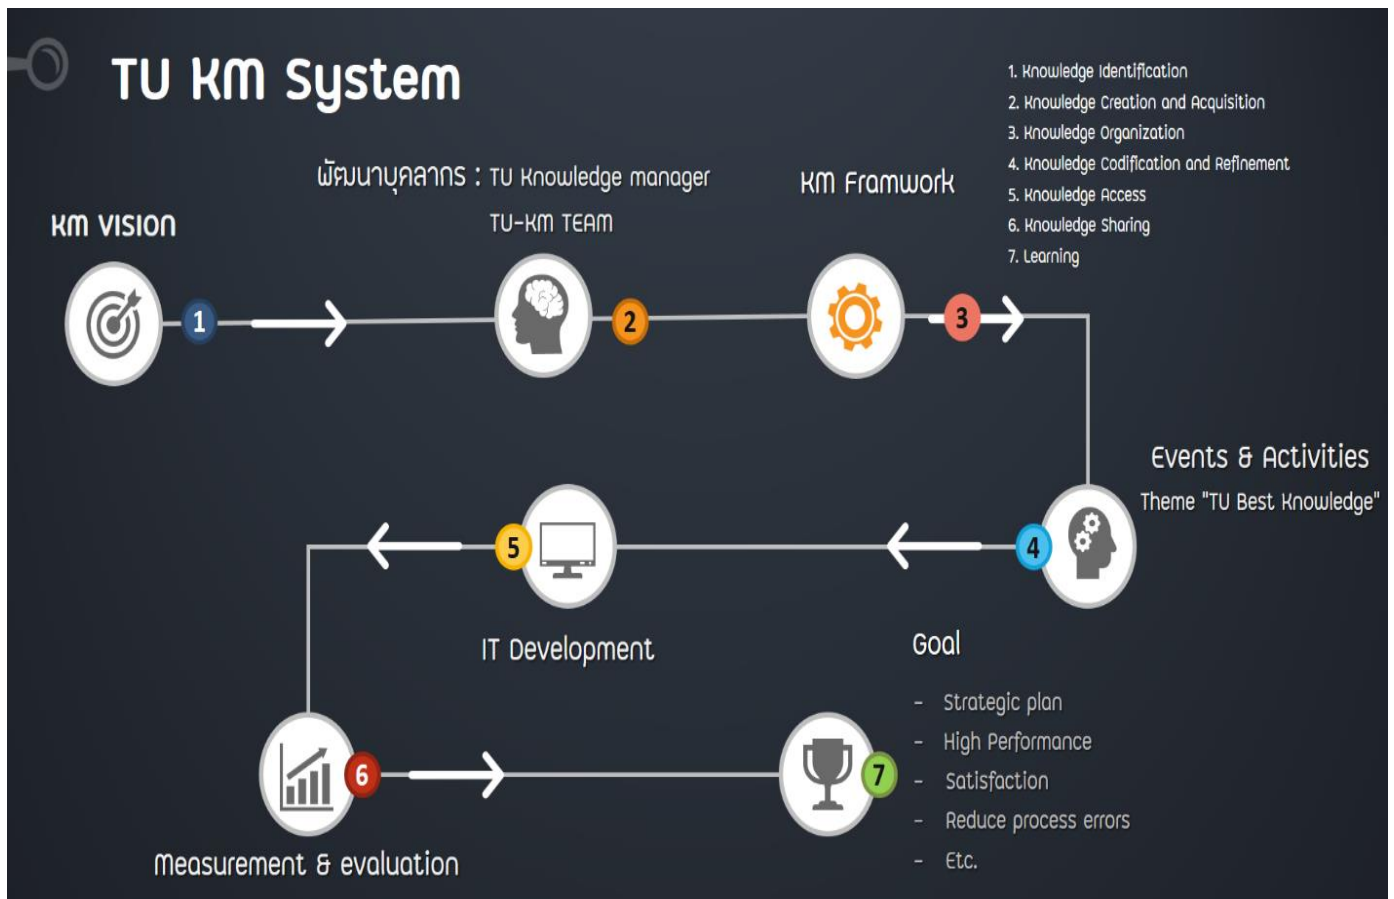 TU KM System
1. Knowledge Identification
2. Knowledge Creation and Acquisition
3. Knowledge Organization
4. Knowledge Codification and Refinement
5. Knowledge Access
6. Knowledge Sharing
7. Learning
KM VISION
พัฒนาบุคลากร : TU Knowledge manager
TU-KM TEAM
KM Framwork
1
2
3
Events & Activities
Theme "TU Best Knowledge"
4
5
IT Development
6
Measurement & evaluation
7
Goal
- Strategic plan
- High Performance
- Satisfaction
- Reduce process errors
- Etc.